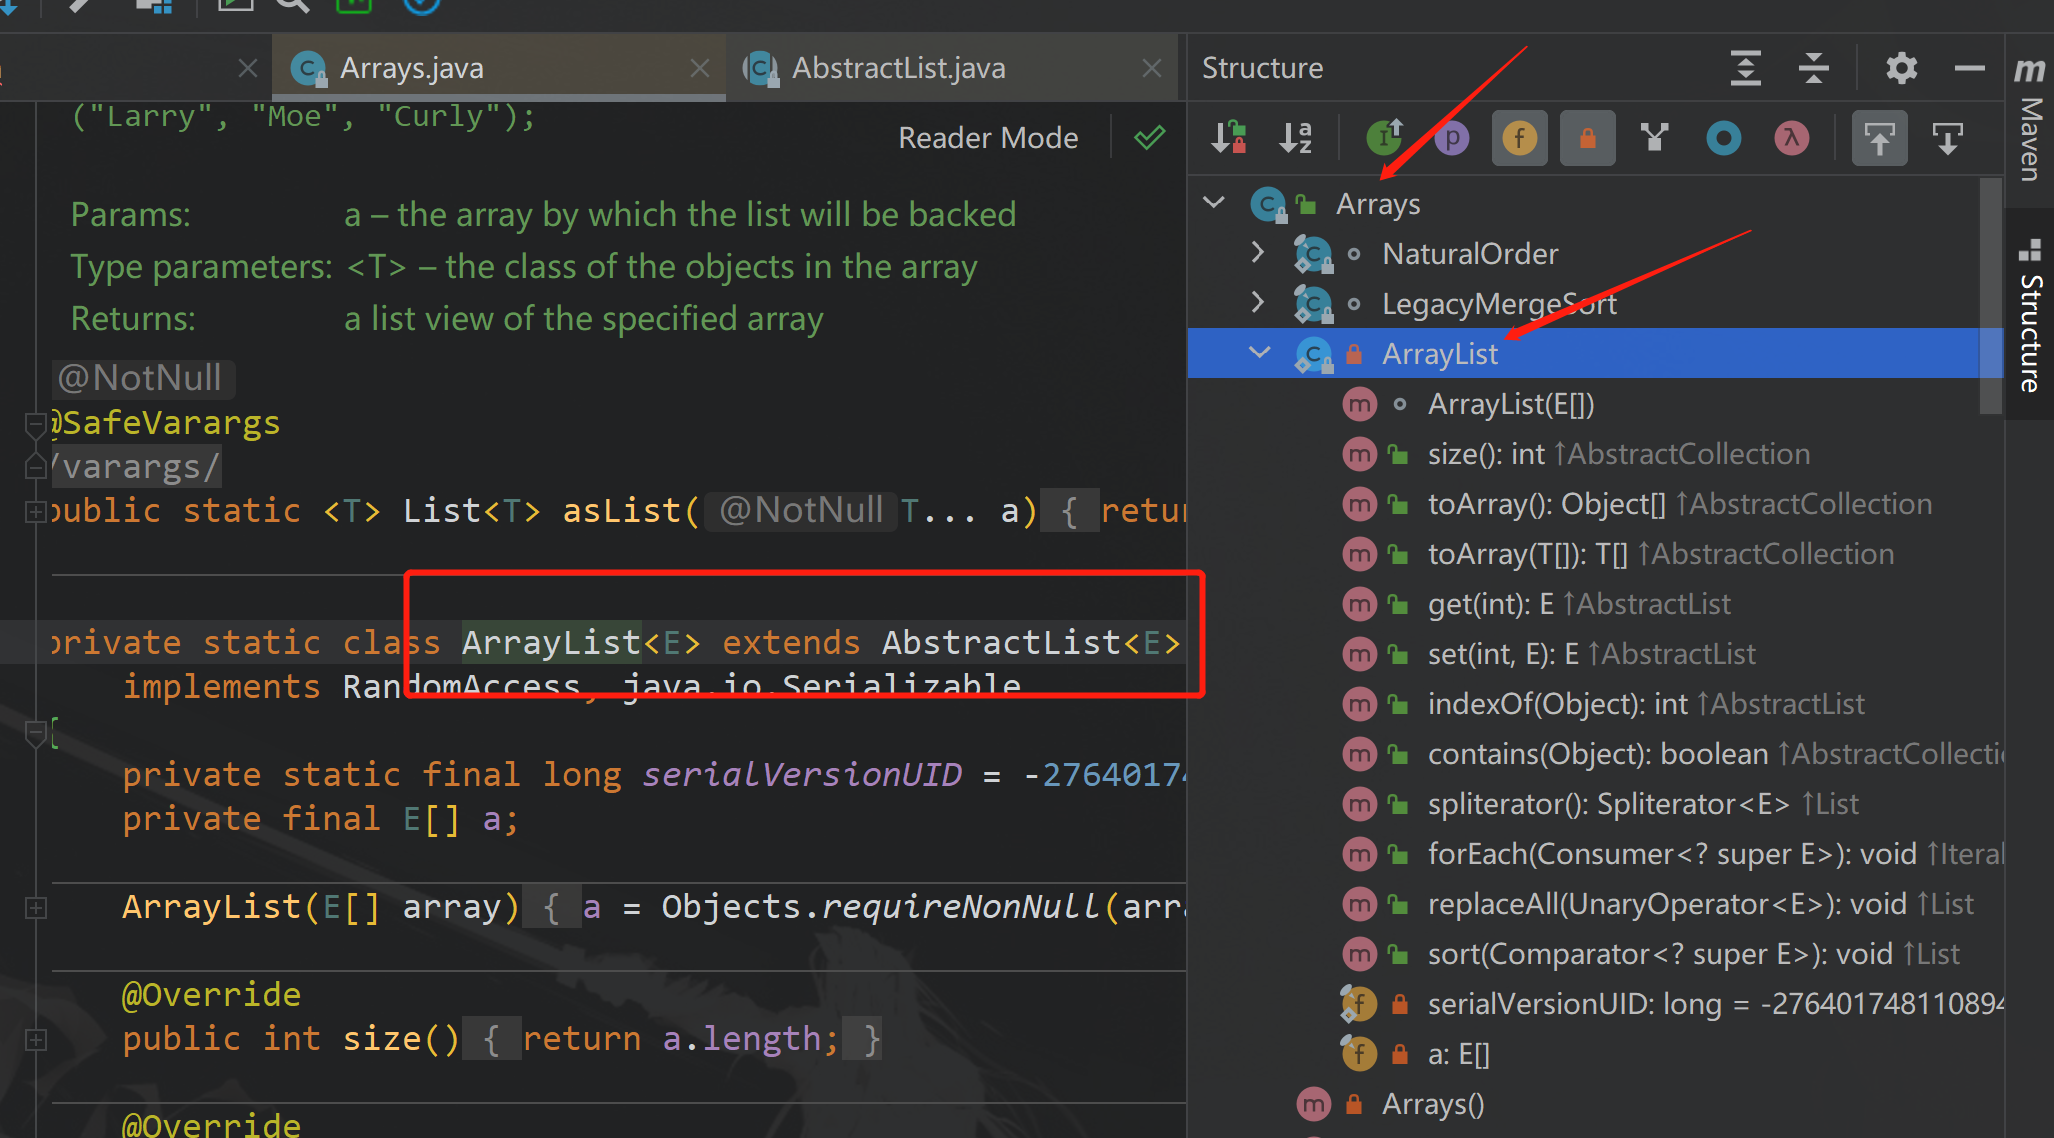 Arrays.java
AbstractList.java
Structure
("Larry", "Moe", "Curly");
Reader Mode
Params: a – the array by which the list will be backed
Type parameters: <T> – the class of the objects in the array
Returns: a list view of the specified array
@NotNull
@SafeVarargs
/varargs/
public static <T> List<T> asList( @NotNull T... a) { retur
private static class ArrayList<E> extends AbstractList<E>
implements RandomAccess, java.io.Serializable
{
private static final long serialVersionUID = -27640174
private final E[] a;
ArrayList(E[] array) { a = Objects.requireNonNull(arra
@Override
public int size() { return a.length; }
@Override
Arrays
NaturalOrder
LegacyMergeSort
ArrayList
ArrayList(E[])
size(): int ↑AbstractCollection
toArray(): Object[] ↑AbstractCollection
toArray(T[]): T[] ↑AbstractCollection
get(int): E ↑AbstractList
set(int, E): E ↑AbstractList
indexOf(Object): int ↑AbstractList
contains(Object): boolean ↑AbstractCollectio
spliterator(): Spliterator<E> ↑List
forEach(Consumer<? super E>): void ↑Itera
replaceAll(UnaryOperator<E>): void ↑List
sort(Comparator<? super E>): void ↑List
serialVersionUID: long = -276401748110894
a: E[]
Arrays()
Maven
Structure